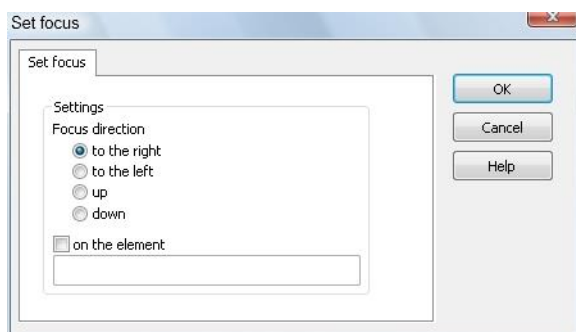 Set focus
Set focus
Settings
Focus direction
to the right
to the left
up
down
on the element
OK
Cancel
Help